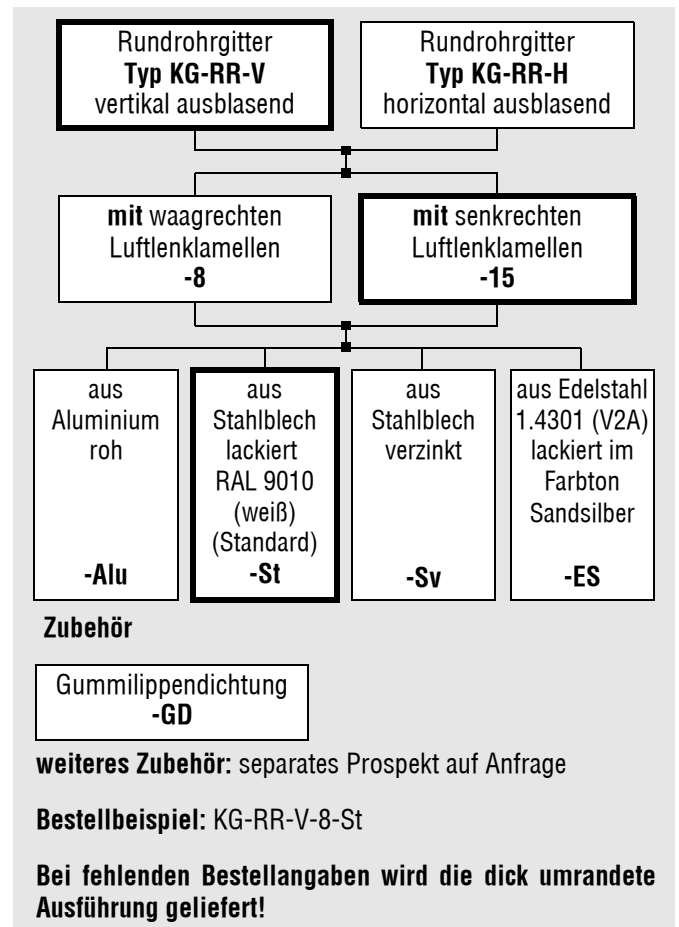 Rundrohrgitter
Typ KG-RR-V
vertikal ausblasend
Rundrohrgitter
Typ KG-RR-H
horizontal ausblasend
mit waagrechten
Luftlenklamellen
-8
mit senkrechten
Luftlenklamellen
-15
aus
Aluminium
roh
-Alu
aus
Stahlblech
lackiert
RAL 9010
(weiß)
(Standard)
-St
aus
Stahlblech
verzinkt
-Sv
aus Edelstahl
1.4301 (V2A)
lackiert im
Farbton
Sandsilber
-ES
Zubehör
Gummilippendichtung
-GD
weiteres Zubehör: separates Prospekt auf Anfrage
Bestellbeispiel: KG-RR-V-8-St
Bei fehlenden Bestellangaben wird die dick umrandete
Ausführung geliefert!